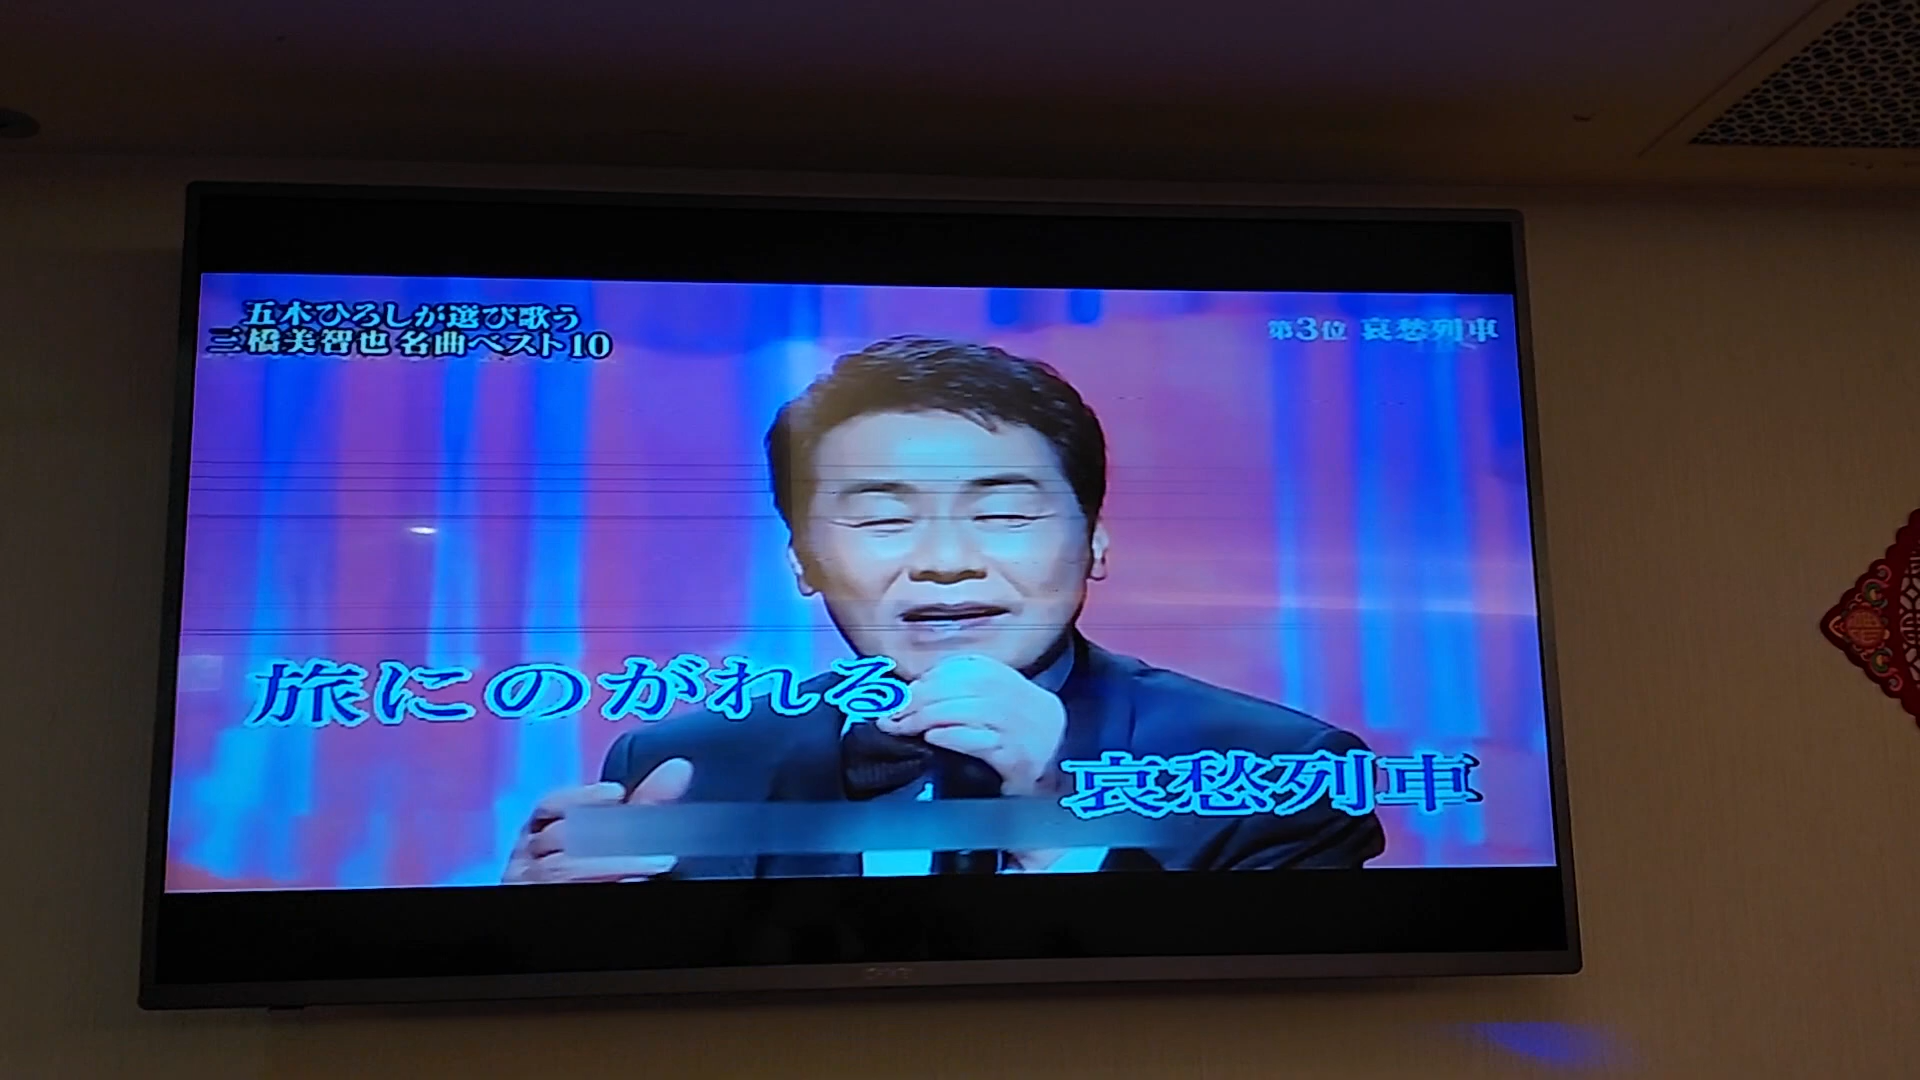 五木ひろしが選び歌う
三橋美智也 名曲ベスト10
第3位 哀愁列車
旅にのがれる
哀愁列車